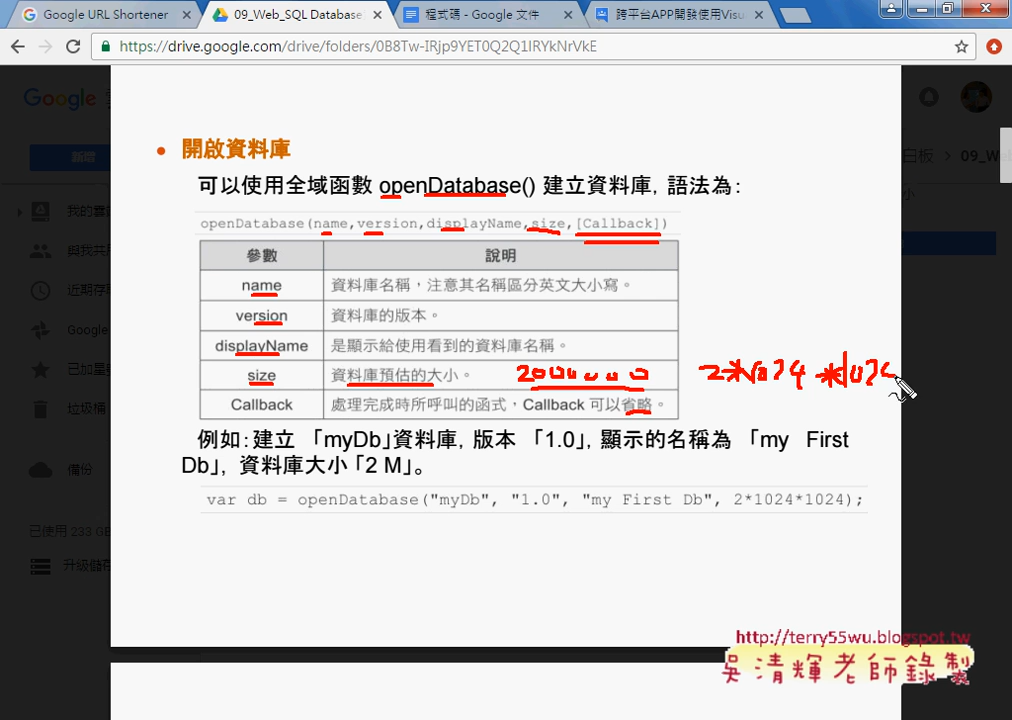 Google URL Shortener
09_Web_SQL Database
程式碼 - Google 文件
跨平台APP開發使用Visu
https://drive.google.com/drive/folders/0B8Tw-IRjp9YET0Q2Q1lRYkNrVkE
Google
新增
我的雲
與我共
近期存
Google
已加星
垃圾桶
備份
已使用 233 GB
升級儲存
白板 > 09_We
小
• 開啟資料庫
可以使用全域函數 openDatabase() 建立資料庫, 語法為:
openDatabase(name,version,displayName,size,[Callback])
參數 說明
name 資料庫名稱，注意其名稱區分英文大小寫。
version 資料庫的版本。
displayName 是顯示給使用看到的資料庫名稱。
size 資料庫預估的大小。 2000000 2*1024*1024
Callback 處理完成時所呼叫的函式，Callback 可以省略。
例如: 建立 「myDb」資料庫, 版本 「1.0」, 顯示的名稱為 「my First
Db」, 資料庫大小「2 M」。
var db = openDatabase("myDb", "1.0", "my First Db", 2*1024*1024);
http://terry55wu.blogspot.tw
吳清輝老師錄製